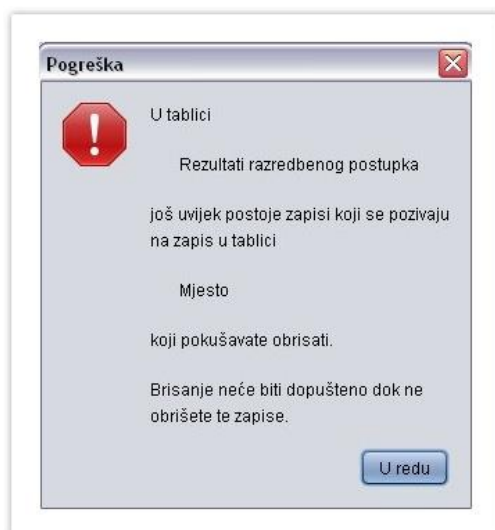 Pogreška
U tablici
Rezultati razredbenog postupka
još uvijek postoje zapisi koji se pozivaju
na zapis u tablici
Mjesto
koji pokušavate obrisati.
Brisanje neće biti dopušteno dok ne
obrišete te zapise.
U redu